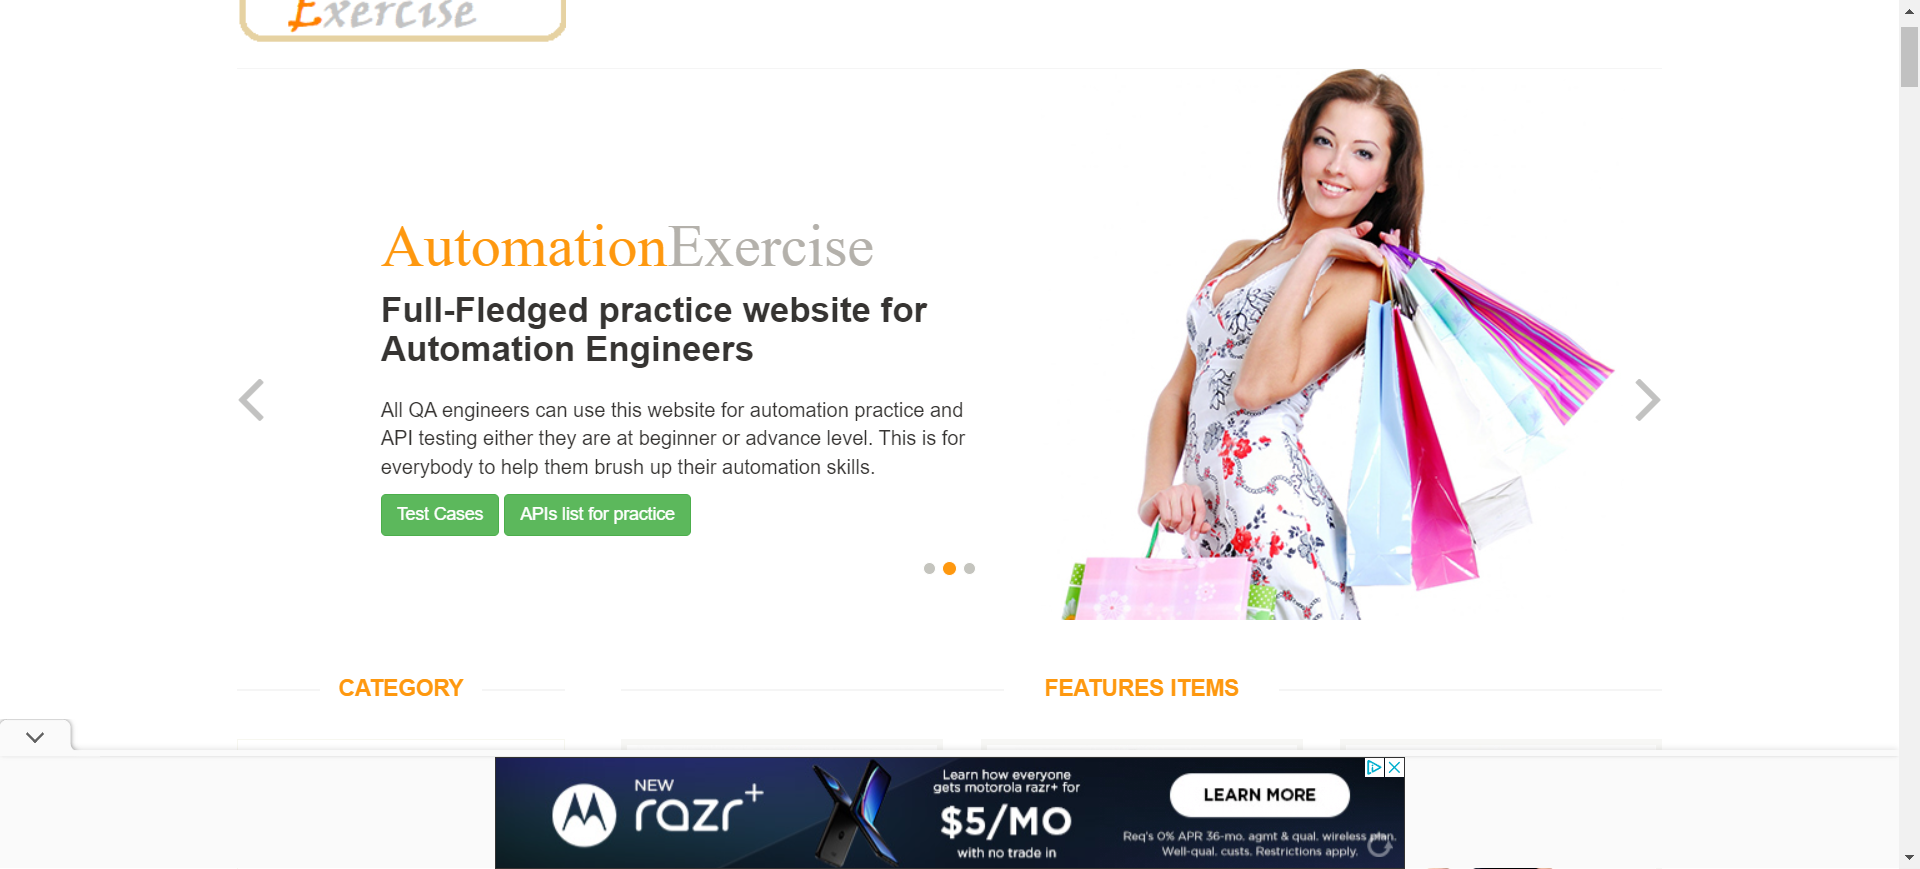 Exercise
AutomationExercise
Full-Fledged practice website for
Automation Engineers
All QA engineers can use this website for automation practice and
API testing either they are at beginner or advance level. This is for
everybody to help them brush up their automation skills.
Test Cases APIs list for practice
CATEGORY FEATURES ITEMS
NEW
razr+
Learn how everyone
gets motorola razr+ for
$5/MO
with no trade in
LEARN MORE
Req's 0% APR 36-mo. agmt & qual. wireless plan.
Well-qual. custs. Restrictions apply.